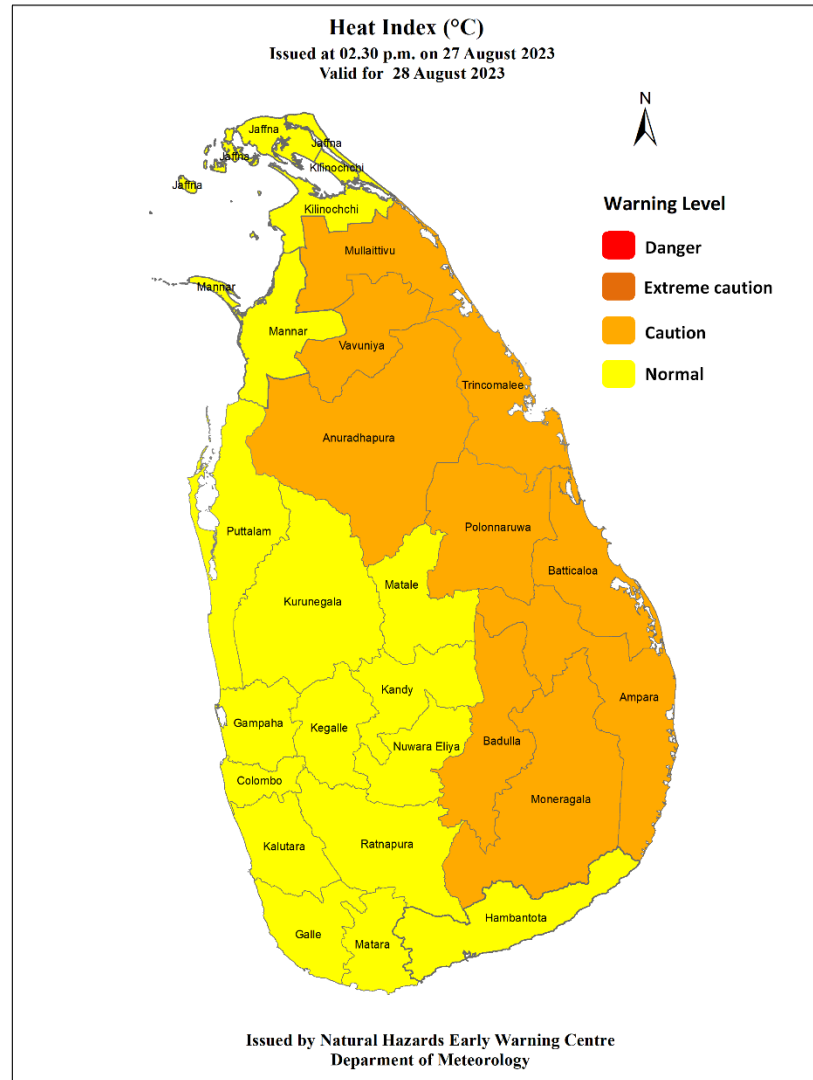 Heat Index (°C)
Issued at 02.30 p.m. on 27 August 2023
Valid for 28 August 2023
N
Warning Level
Danger
Extreme caution
Caution
Normal
Jaffna
Jaffna
Jaffna
Kilinochchi
Jaffna
Kilinochchi
Mullaittivu
Mannar
Mannar
Vavuniya
Trincomalee
Anuradhapura
Polonnaruwa
Puttalam
Batticaloa
Matale
Kurunegala
Kandy
Ampara
Gampaha
Kegalle
Nuwara Eliya
Badulla
Colombo
Moneragala
Kalutara
Ratnapura
Hambantota
Galle
Matara
Issued by Natural Hazards Early Warning Centre
Deparment of Meteorology